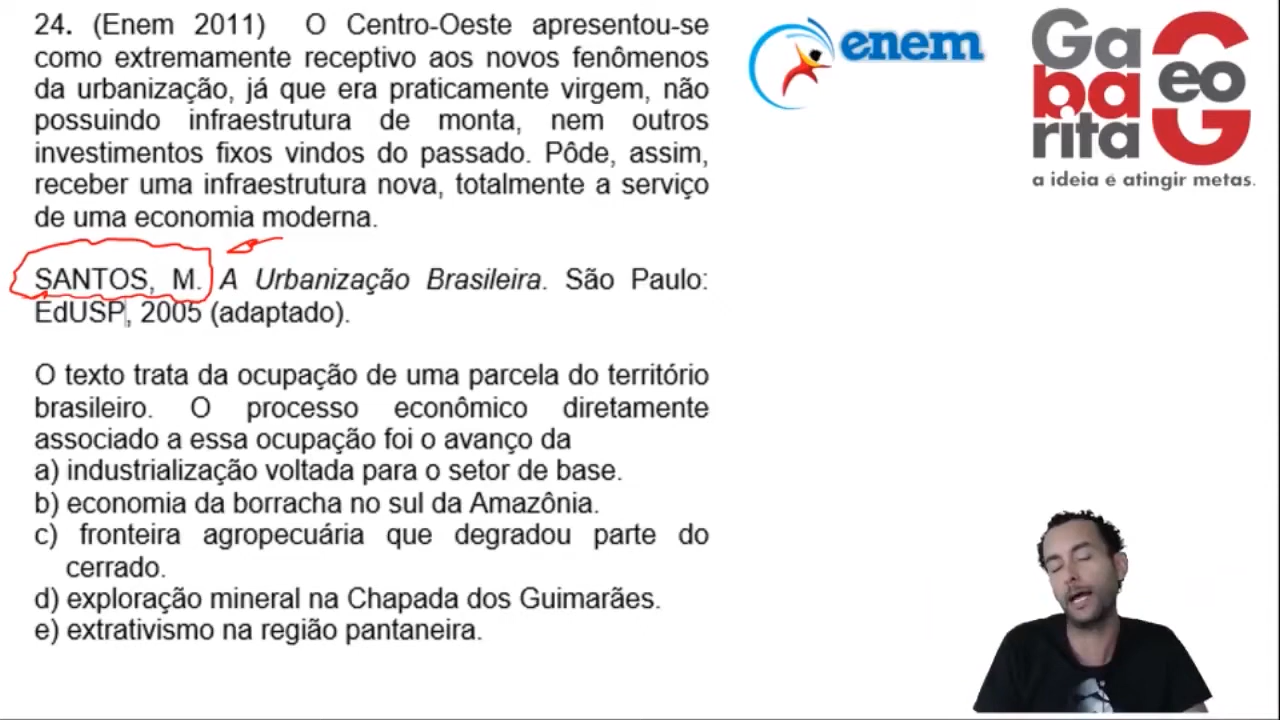 24. (Enem 2011) O Centro-Oeste apresentou-se
como extremamente receptivo aos novos fenômenos
da urbanização, já que era praticamente virgem, não
possuindo infraestrutura de monta, nem outros
investimentos fixos vindos do passado. Pôde, assim,
receber uma infraestrutura nova, totalmente a serviço
de uma economia moderna.
SANTOS, M. A Urbanização Brasileira. São Paulo:
EdUSP, 2005 (adaptado).
O texto trata da ocupação de uma parcela do território
brasileiro. O processo econômico diretamente
associado a essa ocupação foi o avanço da
a) industrialização voltada para o setor de base.
b) economia da borracha no sul da Amazônia.
c) fronteira agropecuária que degradou parte do
cerrado.
d) exploração mineral na Chapada dos Guimarães.
e) extrativismo na região pantaneira.
enem
Ga
ba
rita
Geo
a ideia é atingir metas.